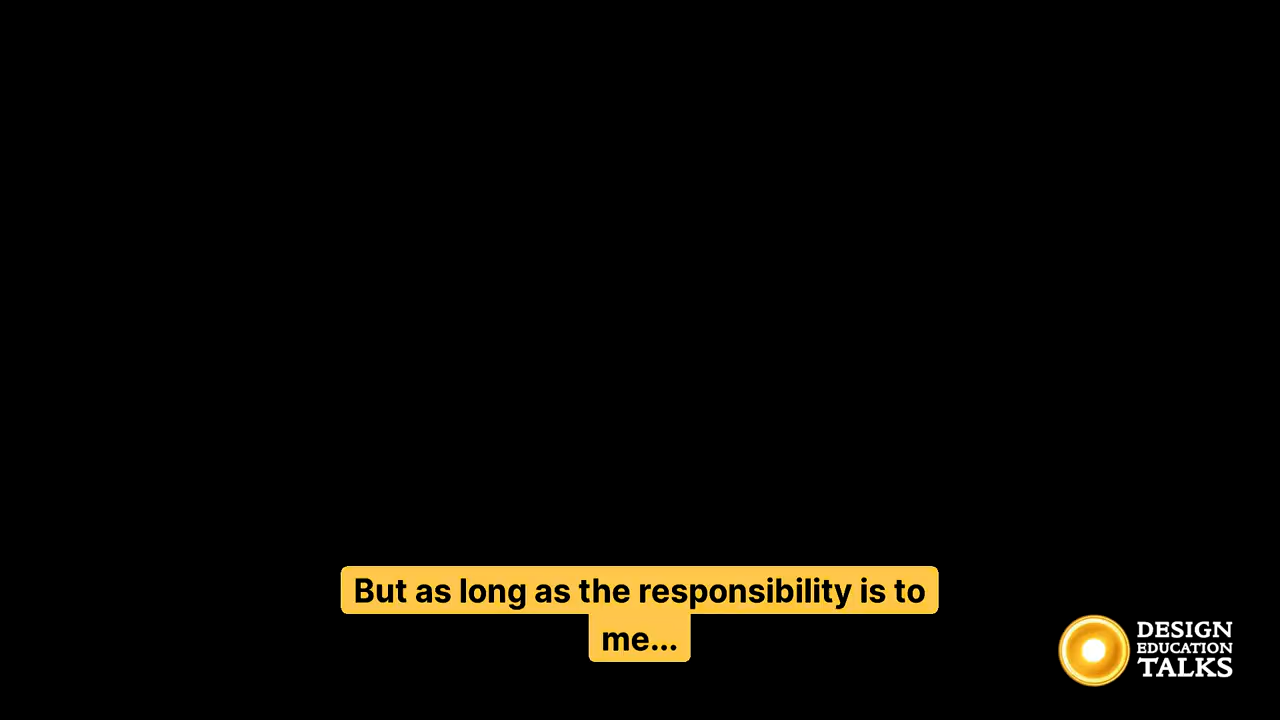 But as long as the responsibility is to
me...
DESIGN
EDUCATION
TALKS